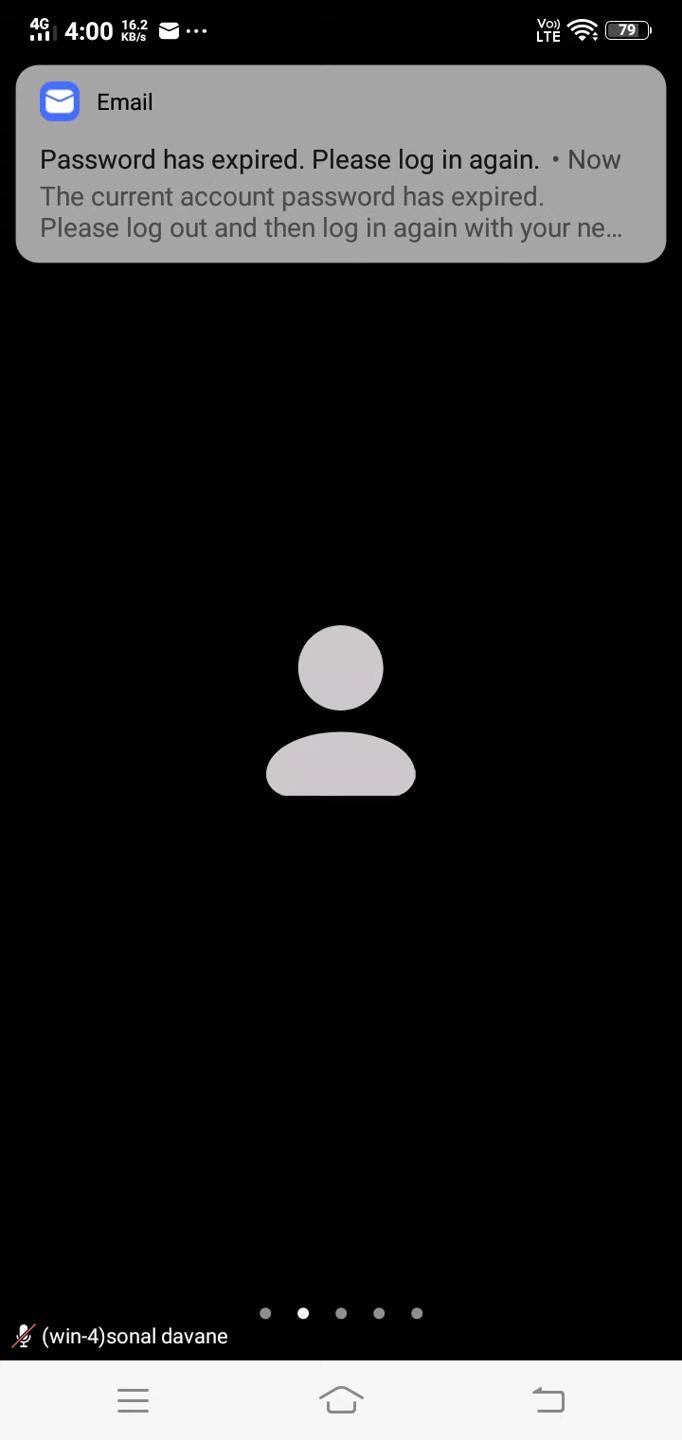 4G 4:00 16.2 KB/s Vo)) LTE 79
Email
Password has expired. Please log in again. • Now
The current account password has expired.
Please log out and then log in again with your ne...
(win-4)sonal davane